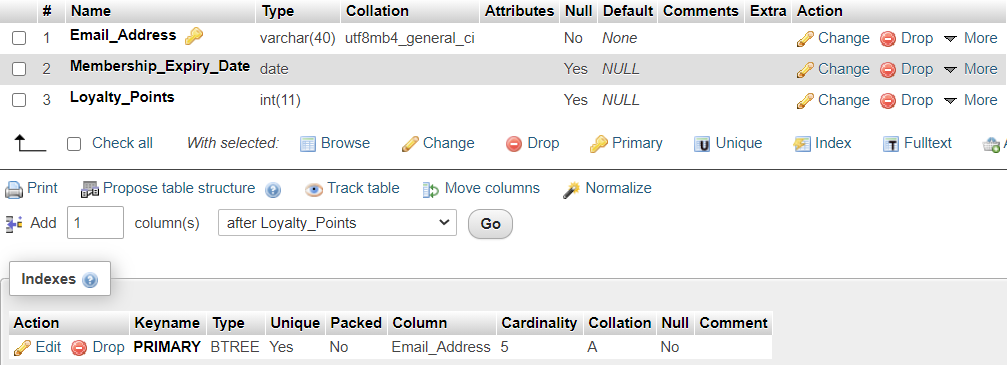 # Name Type Collation Attributes Null Default Comments Extra Action
1 Email_Address varchar(40) utf8mb4_general_ci No None Change Drop More
2 Membership_Expiry_Date date Yes NULL Change Drop More
3 Loyalty_Points int(11) Yes NULL Change Drop More
Check all With selected: Browse Change Drop Primary U Unique Index T Fulltext
Print Propose table structure ? Track table Move columns Normalize
Add 1 column(s) after Loyalty_Points Go
Indexes ?
Action Keyname Type Unique Packed Column Cardinality Collation Null Comment
Edit Drop PRIMARY BTREE Yes No Email_Address 5 A No